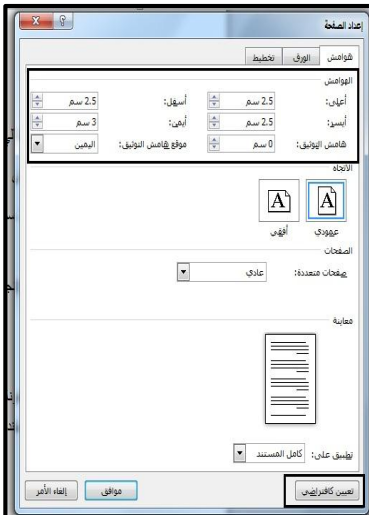 إعداد الصفحة
هوامش الورق تخطيط
الهوامش
أعلى: 2.5 سم أسفل: 2.5 سم
أيسر: 2.5 سم أيمن: 3 سم
هامش التوثيق: 0 سم موقع هامش التوثيق: اليمين
الاتجاه
A A
عمودي أفقي
الصفحات
صفحات متعددة: عادي
معاينة
تطبيق على: كامل المستند
تعيين كافتراضي موافق إلغاء الأمر